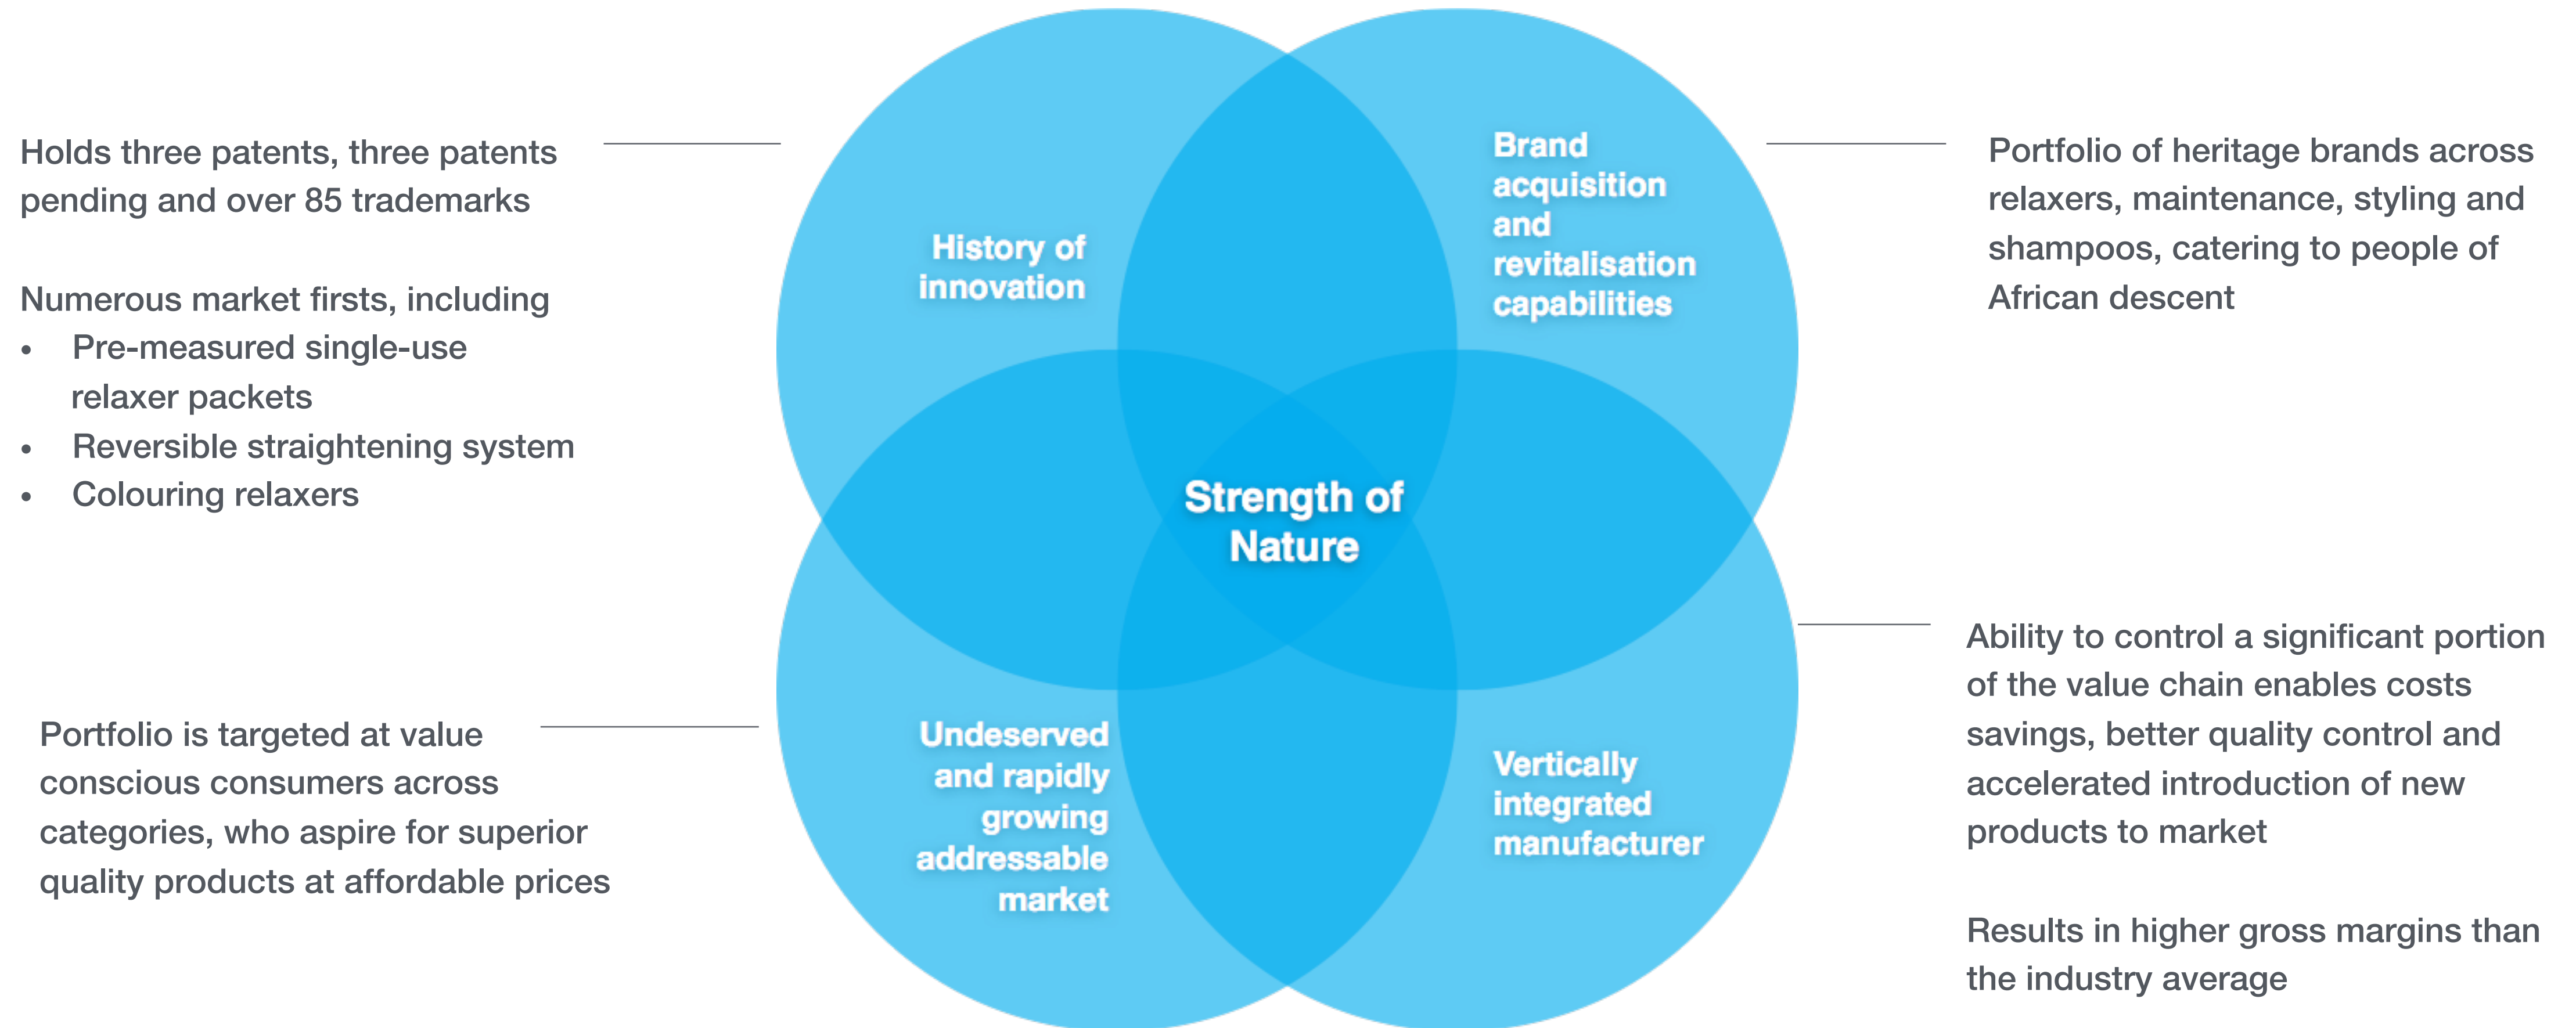 Holds three patents, three patents
pending and over 85 trademarks
Numerous market firsts, including
• Pre-measured single-use
relaxer packets
• Reversible straightening system
• Colouring relaxers
History of
innovation
Brand
acquisition
and
revitalisation
capabilities
Portfolio of heritage brands across
relaxers, maintenance, styling and
shampoos, catering to people of
African descent
Strength of
Nature
Portfolio is targeted at value
conscious consumers across
categories, who aspire for superior
quality products at affordable prices
Undeserved
and rapidly
growing
addressable
market
Vertically
integrated
manufacturer
Ability to control a significant portion
of the value chain enables costs
savings, better quality control and
accelerated introduction of new
products to market
Results in higher gross margins than
the industry average